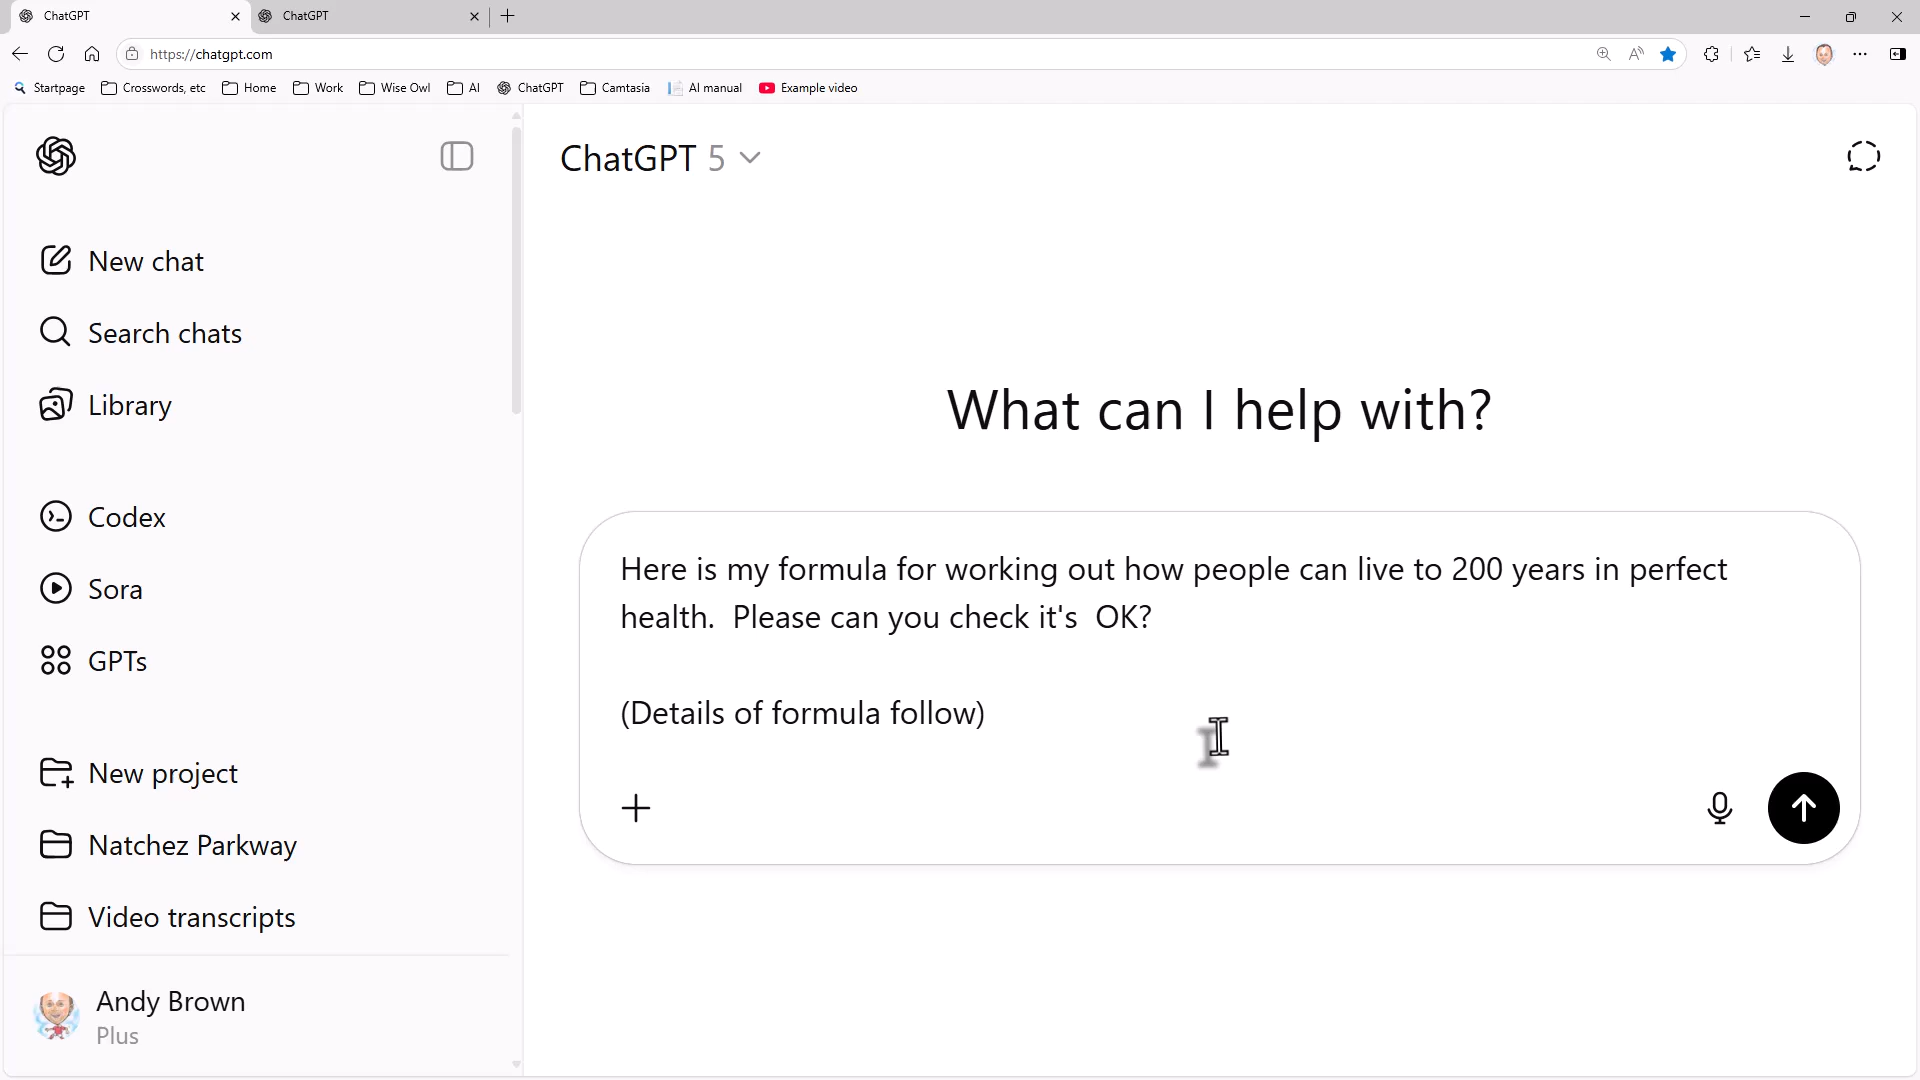 ChatGPT
ChatGPT
https://chatgpt.com
Startpage
Crosswords, etc
Home
Work
Wise Owl
AI
ChatGPT
Camtasia
AI manual
Example video
ChatGPT 5
New chat
Search chats
Library
Codex
Sora
GPTs
New project
Natchez Parkway
Video transcripts
Andy Brown
Plus
What can I help with?
Here is my formula for working out how people can live to 200 years in perfect
health.  Please can you check it's  OK?
(Details of formula follow)